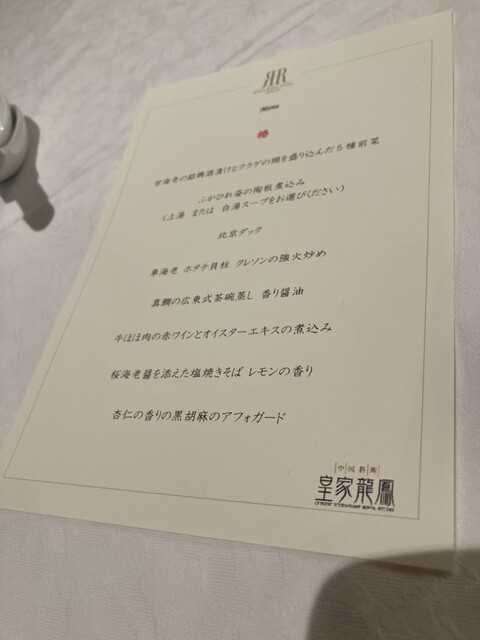 RR
Menu
椿
甘海老の紹興酒漬けとクラゲの頭を盛り込んだ5種前菜
ふかひれ姿の陶板煮込み
(上湯 または 白湯スープをお選びください)
北京ダック
車海老 ホタテ貝柱 クレソンの強火炒め
真鯛の広東式茶碗蒸し 香り醤油
牛ほほ肉の赤ワインとオイスターエキスの煮込み
桜海老醤を添えた塩焼きそば レモンの香り
杏仁の香りの黒胡麻のアフォガード
中国料理
皇家龍鳳